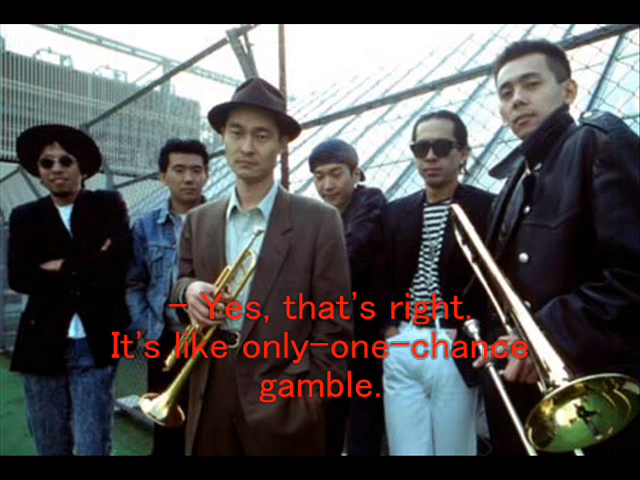 - Yes, that's right.
It's like only-one-chance
gamble.